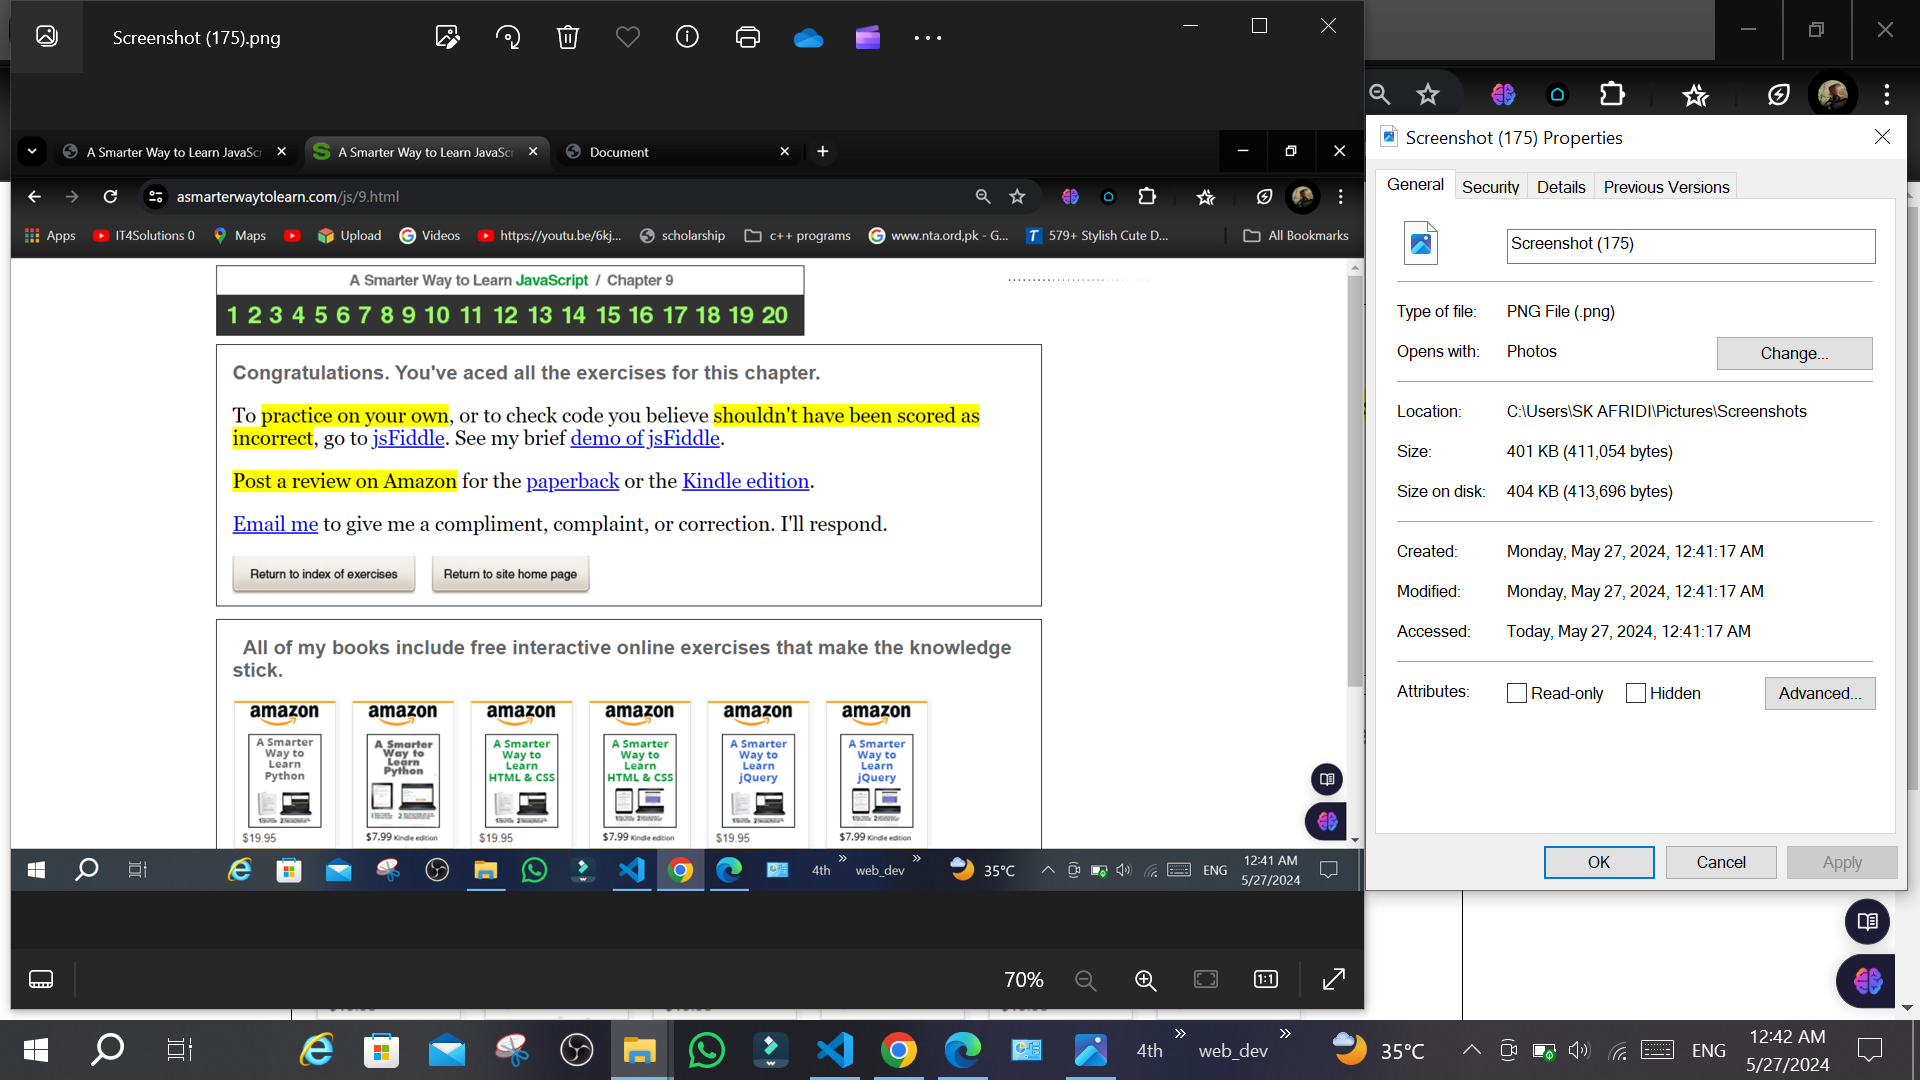 Screenshot (175).png
A Smarter Way to Learn JavaSc
A Smarter Way to Learn JavaSc
Document
asmarterwaytolearn.com/js/9.html
Apps
IT4Solutions 0
Maps
Upload
Videos
https://youtu.be/6kj...
scholarship
c++ programs
www.nta.ord,pk - G...
579+ Stylish Cute D...
All Bookmarks
A Smarter Way to Learn JavaScript / Chapter 9
1 2 3 4 5 6 7 8 9 10 11 12 13 14 15 16 17 18 19 20
Congratulations. You've aced all the exercises for this chapter.
To practice on your own, or to check code you believe shouldn't have been scored as
incorrect, go to jsFiddle. See my brief demo of jsFiddle.
Post a review on Amazon for the paperback or the Kindle edition.
Email me to give me a compliment, complaint, or correction. I'll respond.
Return to index of exercises
Return to site home page
All of my books include free interactive online exercises that make the knowledge
stick.
amazon
A Smarter
Way to
Learn
Python
$19.95
amazon
A Smarter
Way to
Learn
Python
$7.99 Kindle edition
amazon
A Smarter
Way to
Learn
HTML & CSS
$19.95
amazon
A Smarter
Way to
Learn
HTML & CSS
$7.99 Kindle edition
amazon
A Smarter
Way to
Learn
jQuery
$19.95
amazon
A Smarter
Way to
Learn
jQuery
$7.99 Kindle edition
4th
web_dev
35°C
ENG
12:41 AM
5/27/2024
70%
1:1
Screenshot (175) Properties
General
Security
Details
Previous Versions
Screenshot (175)
Type of file: PNG File (.png)
Opens with: Photos
Change...
Location: C:\Users\SK AFRIDI\Pictures\Screenshots
Size: 401 KB (411,054 bytes)
Size on disk: 404 KB (413,696 bytes)
Created: Monday, May 27, 2024, 12:41:17 AM
Modified: Monday, May 27, 2024, 12:41:17 AM
Accessed: Today, May 27, 2024, 12:41:17 AM
Attributes: Read-only Hidden
Advanced...
OK
Cancel
Apply
4th
web_dev
35°C
ENG
12:42 AM
5/27/2024